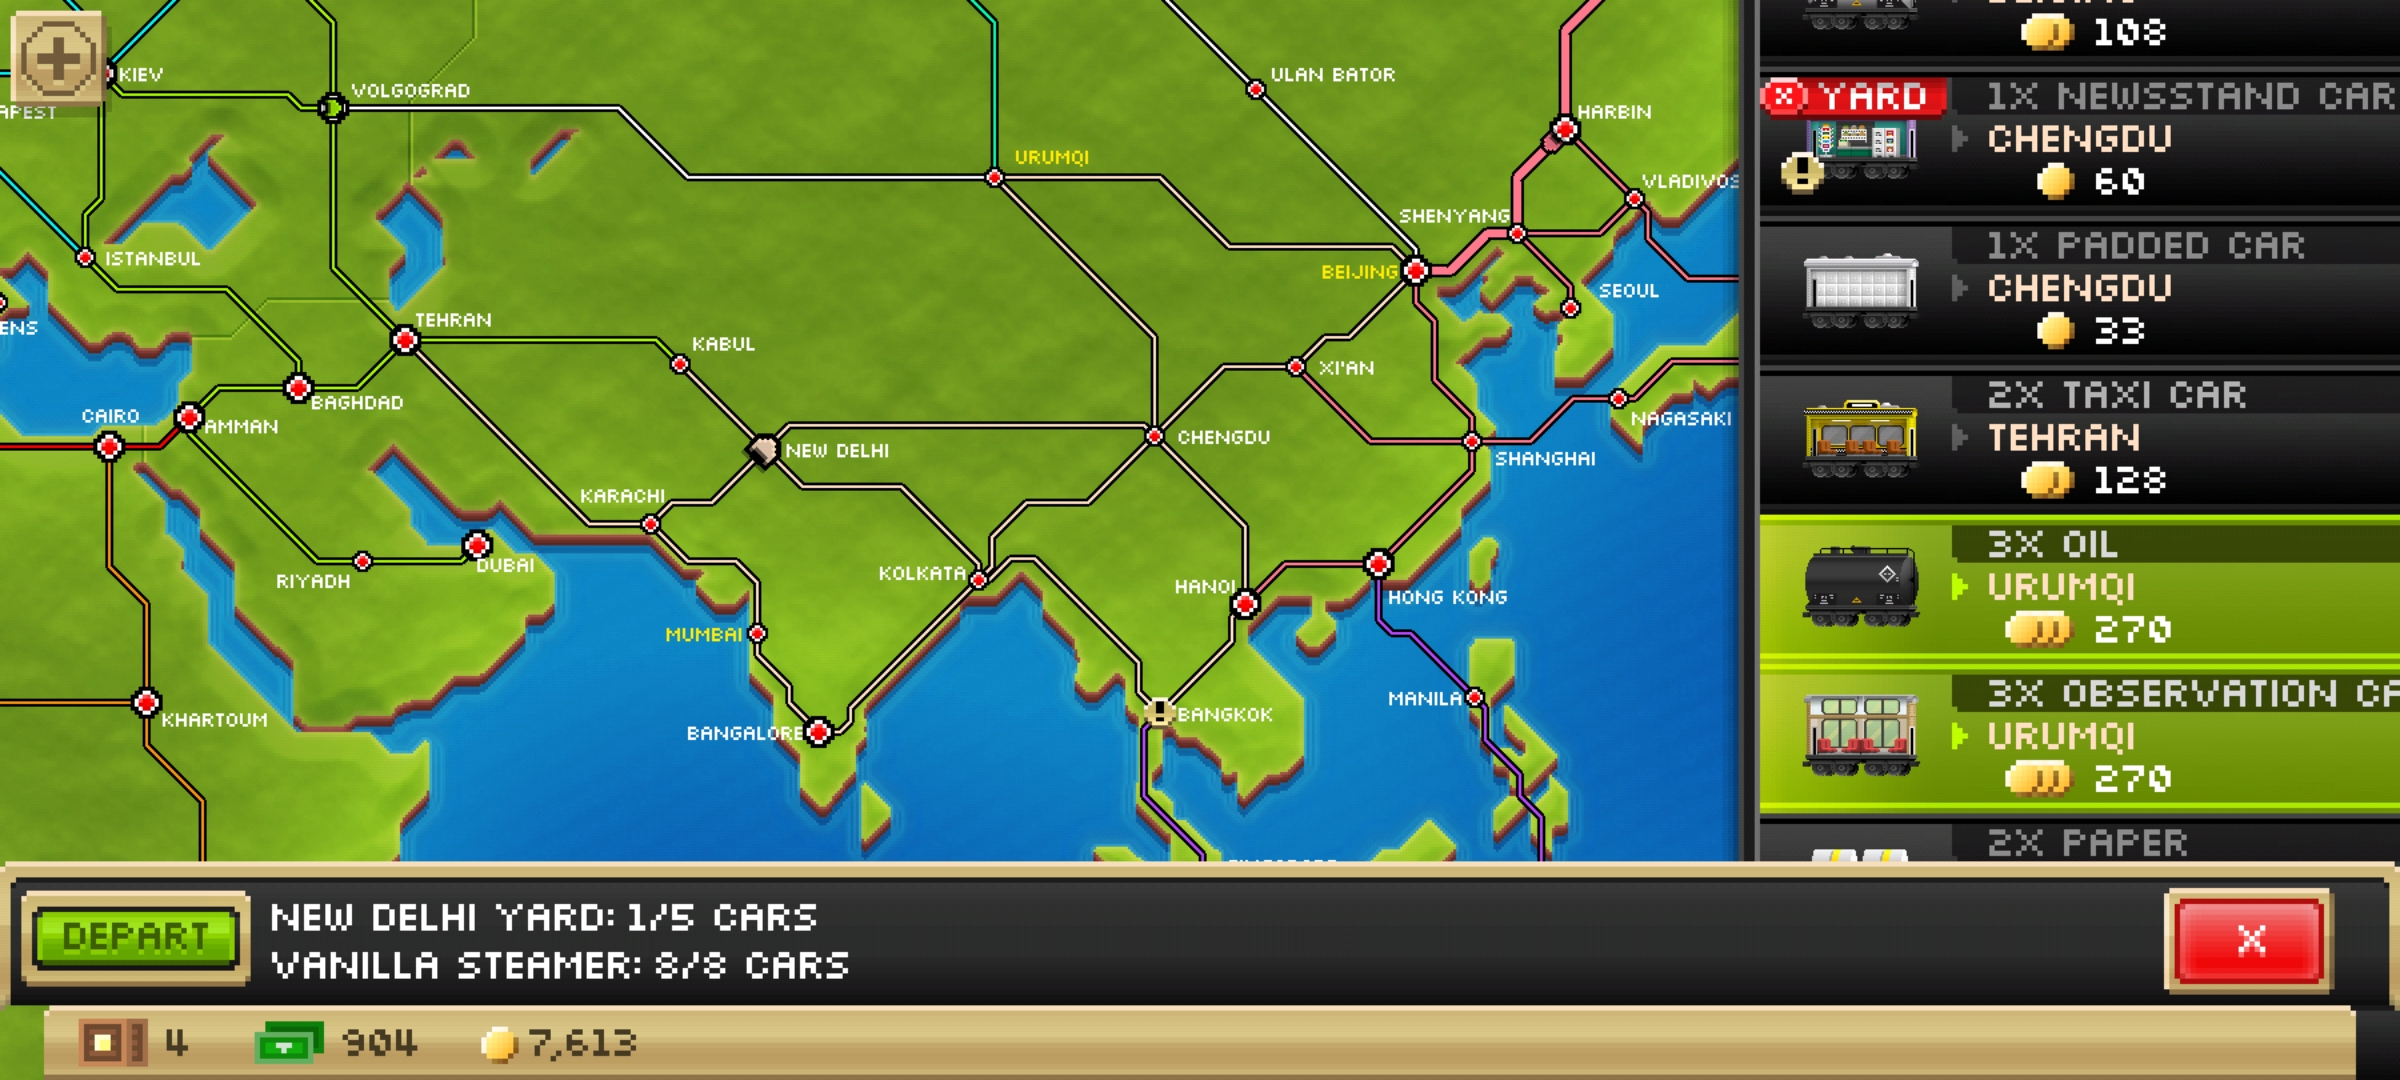 KIEV
APEST
VOLGOGRAD
ULAN BATOR
HARBIN
URUMQI
VLADIVOS
SHENYANG
ISTANBUL
BEIJING
SEOUL
ENS
TEHRAN
KABUL
XI'AN
BAGHDAD
CAIRO
AMMAN
NAGASAKI
NEW DELHI
CHENGDU
SHANGHAI
KARACHI
RIYADH
DUBAI
KOLKATA
HANOI
HONG KONG
MUMBAI
MANILA
KHARTOUM
BANGALORE
BANGKOK
108
YARD
1X NEWSSTAND CAR
CHENGDU
60
1X PADDED CAR
CHENGDU
33
2X TAXI CAR
TEHRAN
128
3X OIL
URUMQI
270
3X OBSERVATION CA
URUMQI
270
2X PAPER
DEPART
NEW DELHI YARD: 1/5 CARS
VANILLA STEAMER: 8/8 CARS
X
4
904
7,613